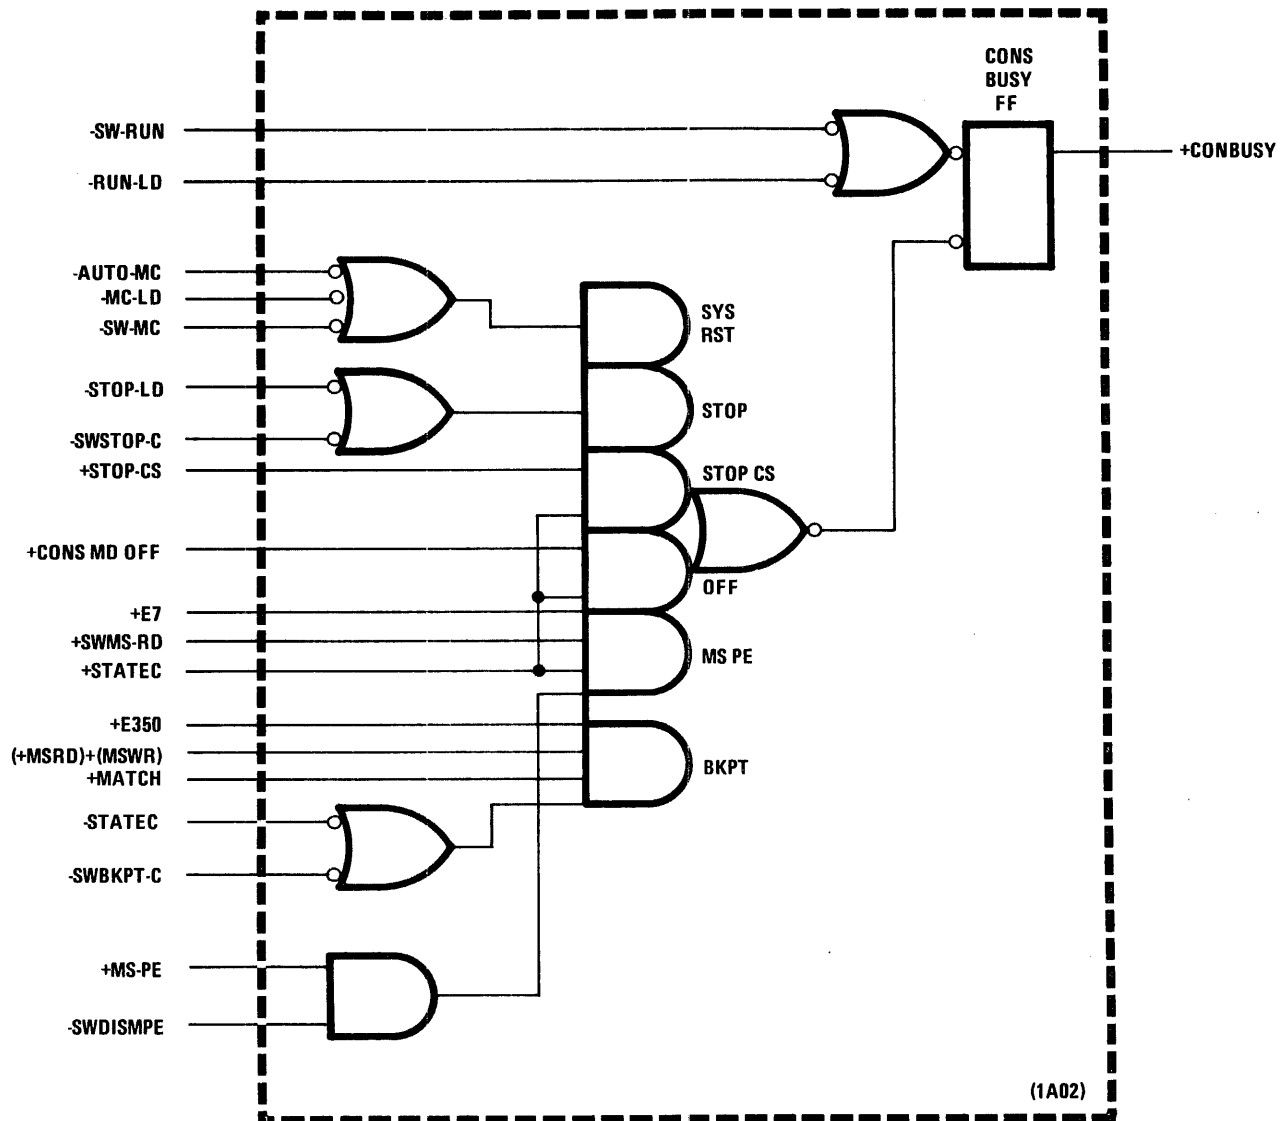 CONS
BUSY
FF
-SW-RUN
+CONBUSY
-RUN-LD
-AUTO-MC
-MC-LD
-SW-MC
SYS
RST
-STOP-LD
STOP
-SWSTOP-C
+STOP-CS
STOP CS
+CONS MD OFF
OFF
+E7
+SWMS-RD
MS PE
+STATEC
+E350
(+MSRD)+(MSWR)
BKPT
+MATCH
-STATEC
-SWBKPT-C
+MS-PE
-SWDISMPE
(1A02)